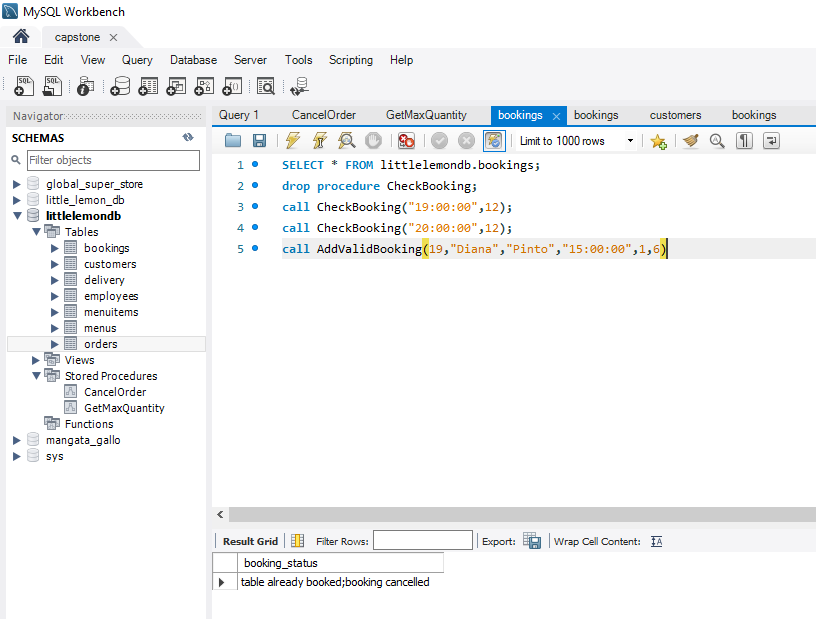 MySQL Workbench
capstone
File Edit View Query Database Server Tools Scripting Help
Navigator
SCHEMAS
Filter objects
global_super_store
little_lemon_db
littlelemondb
Tables
bookings
customers
delivery
employees
menuitems
menus
orders
Views
Stored Procedures
CancelOrder
GetMaxQuantity
Functions
mangata_gallo
sys
Query 1 CancelOrder GetMaxQuantity bookings bookings customers bookings
Limit to 1000 rows
1 SELECT * FROM littlelemondb.bookings;
2 drop procedure CheckBooking;
3 call CheckBooking("19:00:00",12);
4 call CheckBooking("20:00:00",12);
5 call AddValidBooking(19,"Diana","Pinto","15:00:00",1,6)
Result Grid Filter Rows: Export: Wrap Cell Content:
booking_status
table already booked;booking cancelled